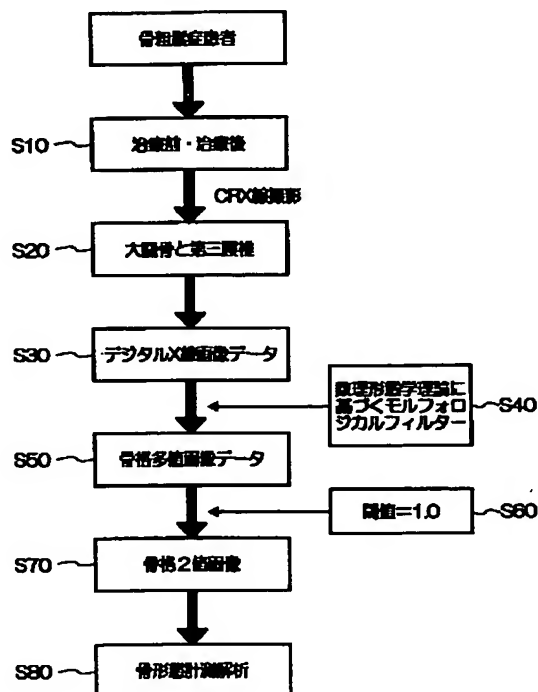 骨粗鬆症患者
S10
治療前・治療後
CRX線撮影
S20
大腿骨と第三腰椎
S30
デジタルX線画像データ
数理形態学理論に
基づくモルフォロ
ジカルフィルター
S40
S50
骨格多値画像データ
閾値=1.0
S60
S70
骨格2値画像
S80
骨形態計測解析